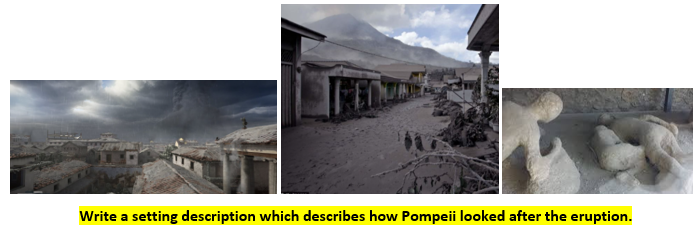 Write a setting description which describes how Pompeii looked after the eruption.